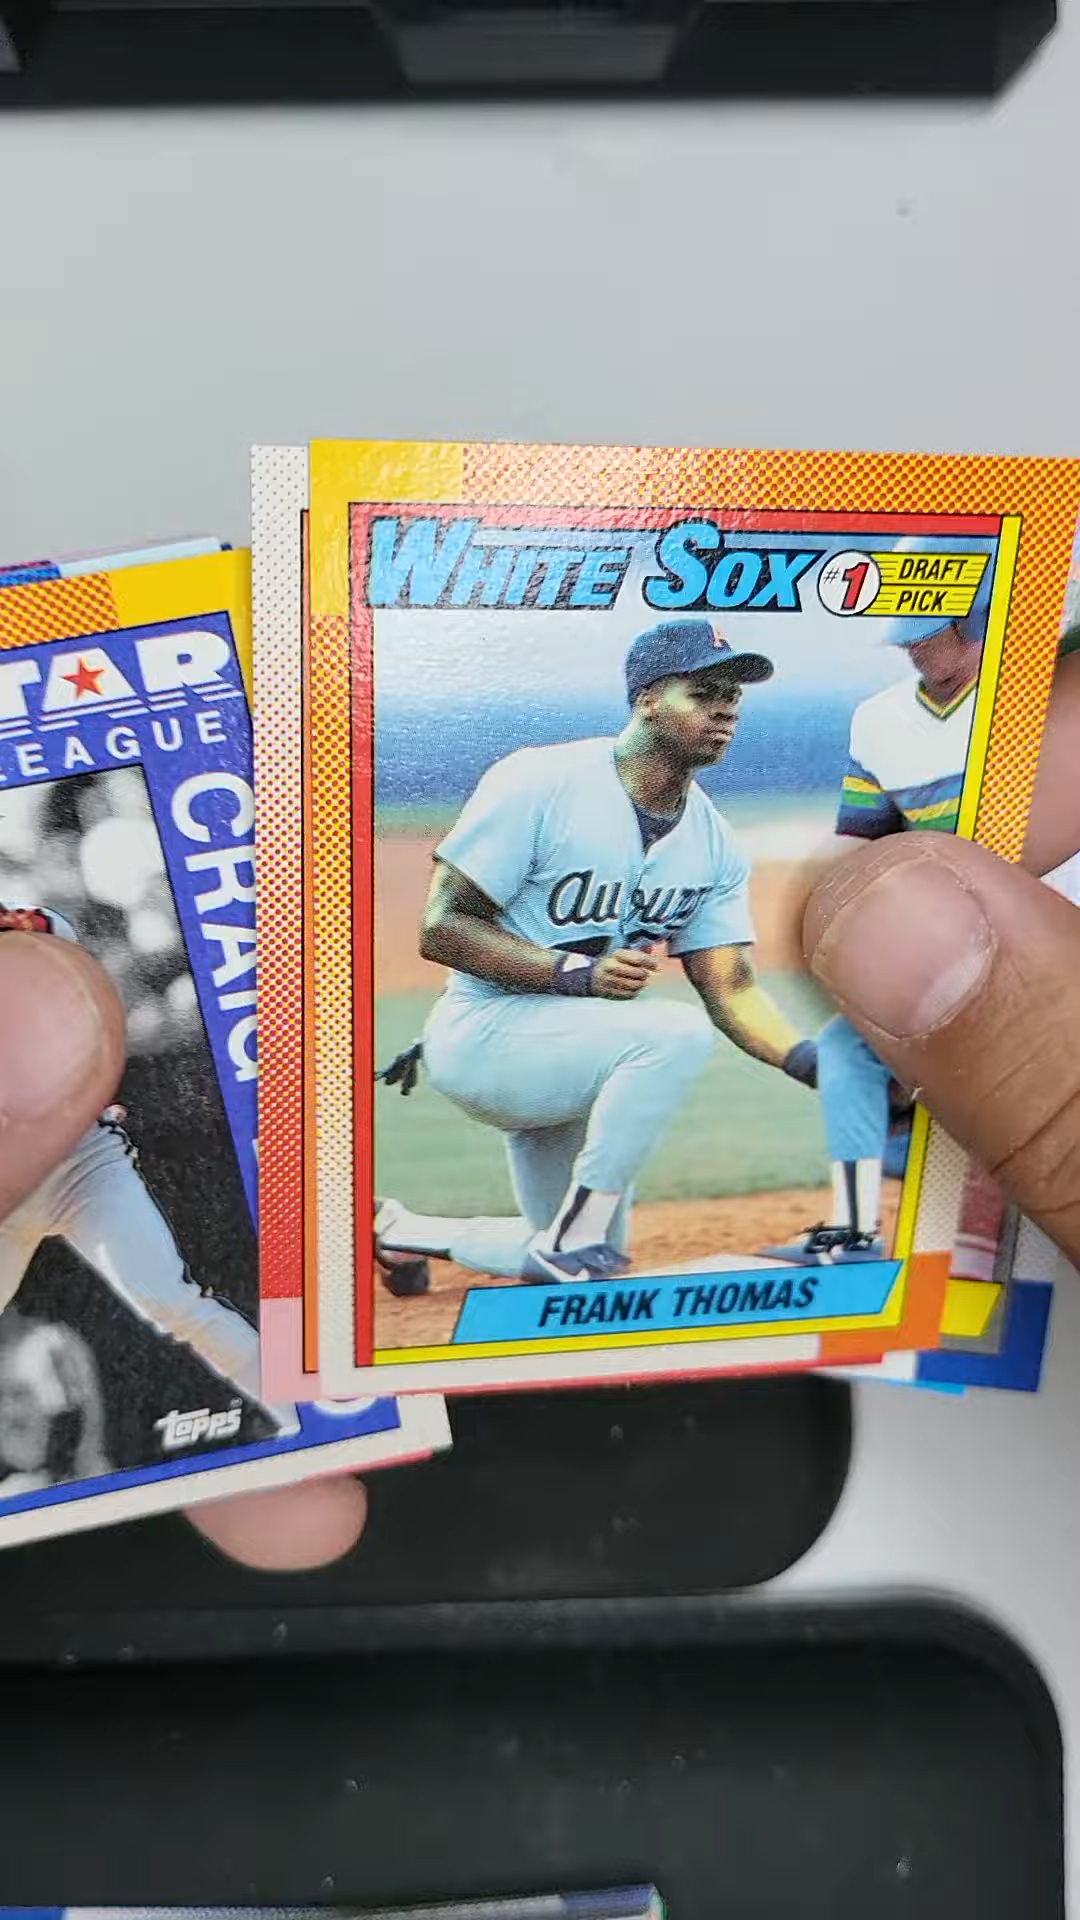 TAR
LEAGUE
CRAIG
topps
WHITE SOX
#1 DRAFT
PICK
Auburn
topps
FRANK THOMAS